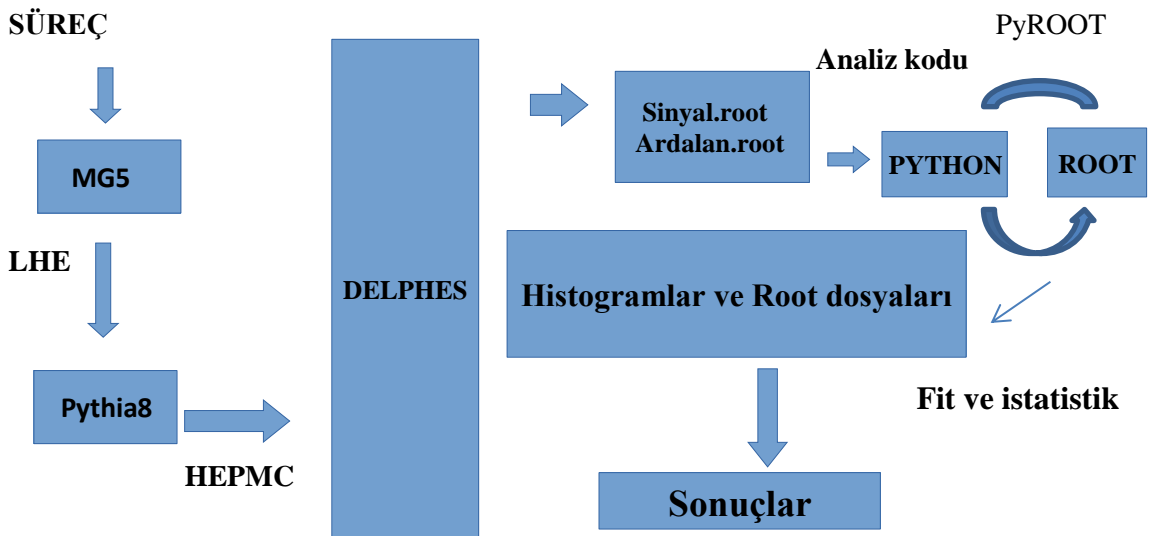 SÜREÇ
MG5
LHE
Pythia8
HEPMC
DELPHES
Sinyal.root
Ardalan.root
Analiz kodu
PyROOT
PYTHON
ROOT
Histogramlar ve Root dosyaları
Fit ve istatistik
Sonuçlar